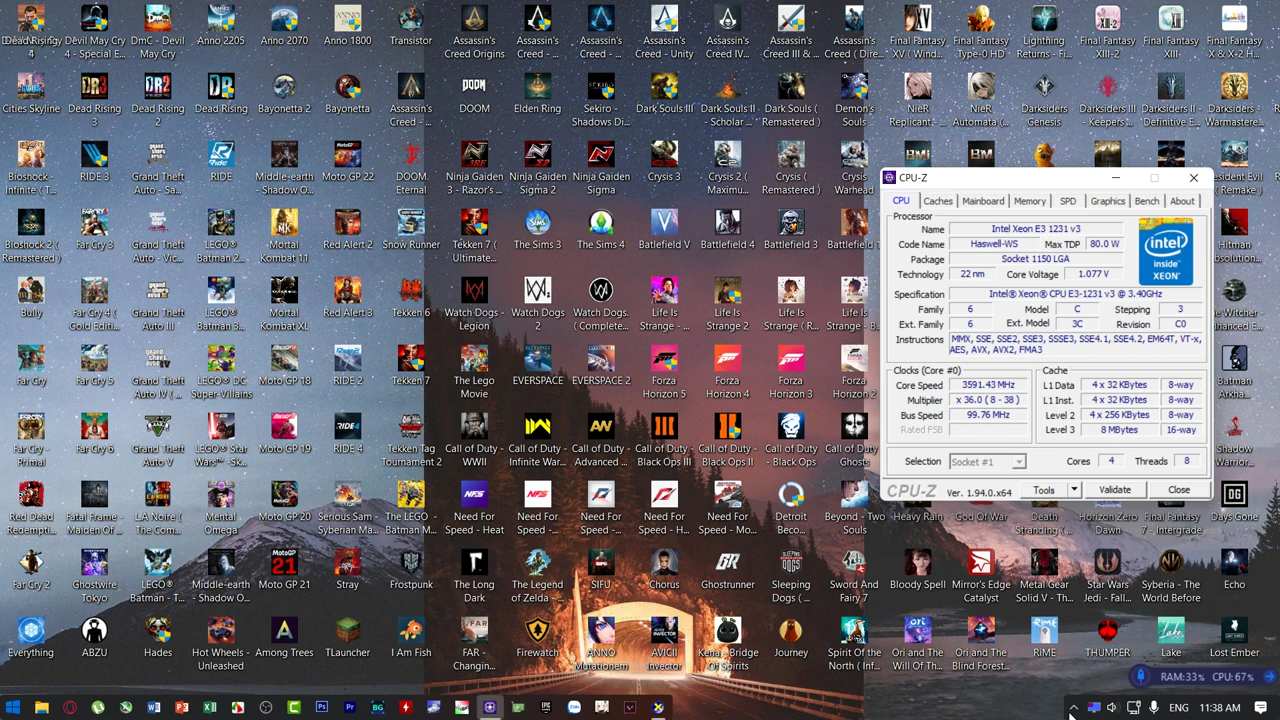 Dead Rising 4
Devil May Cry 4 - Special E...
DmC - Devil May Cry
Anno 2205
Anno 2070
Anno 1800
Transistor
Assassin's Creed Origins
Assassin's Creed - ...
Assassin's Creed - ...
Assassin's Creed - Unity
Assassin's Creed IV...
Assassin's Creed III & ...
Assassin's Creed ( Dire...
Final Fantasy XV ( Wind...
Final Fantasy Type-0 HD
Lightning Returns - Fi...
Final Fantasy XIII-2
Final Fantasy XIII- ...
Final Fantasy X & X-2 H...
Cities Skyline
Dead Rising 3
Dead Rising 2
Dead Rising
Bayonetta 2
Bayonetta
Assassin's Creed - ...
DOOM
Elden Ring
Sekiro - Shadows Di...
Dark Souls III
Dark Souls II - Scholar ...
Dark Souls ( Remastered )
Demon's Souls
NieR Replicant - ...
NieR Automata (...
Darksiders Genesis
Darksiders III - Keepers ...
Darksiders II - Definitive E...
Darksiders - Warmastere...
Bioshock - Infinite ( T...
RIDE 3
Grand Theft Auto - Sa...
RIDE
Middle-earth - Shadow O...
Moto GP 22
DOOM Eternal
Ninja Gaiden 3 - Razor's ...
Ninja Gaiden Sigma 2
Ninja Gaiden Sigma
Crysis 3
Crysis 2 ( Maximu...
Crysis ( Remastered )
Crysis Warhead
Bioshock 2 ( Remastered )
Far Cry 3
Grand Theft Auto - Vic...
LEGO® Batman 2...
Mortal Kombat 11
Red Alert 2
Snow Runner
Tekken 7 ( Ultimate...
The Sims 3
The Sims 4
Battlefield V
Battlefield 4
Battlefield 3
Bully
Far Cry 4 ( Gold Editi...
Grand Theft Auto III
LEGO® Batman 3...
Mortal Kombat XL
Red Alert 3
Tekken 6
Watch Dogs - Legion
Watch Dogs 2
Watch Dogs ( Complete...
Life Is Strange - ...
Life Is Strange 2
Life Is Strange ( R...
Life Is Strange - B...
Far Cry
Far Cry 5
Grand Theft Auto IV ( ...
LEGO® DC Super-Villains
Moto GP 18
RIDE 2
Tekken 7
The Lego Movie
EVERSPACE
EVERSPACE 2
Forza Horizon 5
Forza Horizon 4
Forza Horizon 3
Forza Horizon 2
Far Cry - Primal
Far Cry 6
Grand Theft Auto V
LEGO® Star Wars™ -Sk...
Moto GP 19
RIDE 4
Tekken Tag Tournament 2
Call of Duty - WWII
Call of Duty - Infinite War...
Call of Duty - Advanced ...
Call of Duty - Black Ops III
Call of Duty - Black Ops II
Call of Duty - Black Ops
Call of Duty - Ghosts
Red Dead Redempti...
Fatal Frame - Maiden of ...
L.A Noire ( The Com...
Mental Omega
Moto GP 20
Serious Sam - Batman Ma...
The LEGO - Batman M...
Need For Speed - Heat
Need For Speed -...
Need For Speed - ...
Need For Speed - H...
Need For Speed - Mo...
Detroit Beco...
Beyond - Two Souls
Heavy Rain
God Of War
Death Stranding (...
Horizon Zero Dawn
Final Fantasy 7 - Intergrade
Days Gone
Far Cry 2
Ghostwire Tokyo
LEGO® Batman - T...
Middle-earth - Shadow O...
Moto GP 21
Stray
Frostpunk
The Long Dark
The Legend of Zelda - ...
SIFU
Chorus
Ghostrunner
Sleeping Dogs ( ...
Sword And Fairy 7
Bloody Spell
Mirror's Edge Catalyst
Metal Gear Solid V - Th...
Star Wars Jedi - Fall...
Syberia - The World Before
Echo
Everything
ABZU
Hades
Hot Wheels - Unleashed
Among Trees
TLauncher
I Am Fish
FAR - Changin...
Firewatch
ANNO Mutationem
AVICII Invector
Kena - Bridge Of Spirits
Journey
Spirit Of the North ( Inf...
Ori and The Will Of Th...
Ori and The Blind Forest...
RiME
THUMPER
Lake
Lost Ember
CPU-Z
CPU Caches Mainboard Memory SPD Graphics Bench About
Processor
Name Intel Xeon E3 1231 v3
Code Name Haswell-WS Max TDP 80.0 W
Package Socket 1150 LGA
Technology 22 nm Core Voltage 1.077 V
intel inside XEON
Specification Intel® Xeon® CPU E3-1231 v3 @ 3.40GHz
Family 6 Model C Stepping 3
Ext. Family 6 Ext. Model 3C Revision C0
Instructions MMX, SSE, SSE2, SSE3, SSSE3, SSE4.1, SSE4.2, EM64T, VT-x,
AES, AVX, AVX2, FMA3
Clocks (Core #0)
Core Speed 3591.43 MHz
Multiplier x 36.0 ( 8 - 38 )
Bus Speed 99.76 MHz
Rated FSB
Cache
L1 Data 4 x 32 KBytes 8-way
L1 Inst. 4 x 32 KBytes 8-way
Level 2 4 x 256 KBytes 8-way
Level 3 8 MBytes 16-way
Selection Socket #1 Cores 4 Threads 8
CPU-Z Ver. 1.94.0.x64 Tools Validate Close
RAM:33% CPU:67%
ENG 11:38 AM